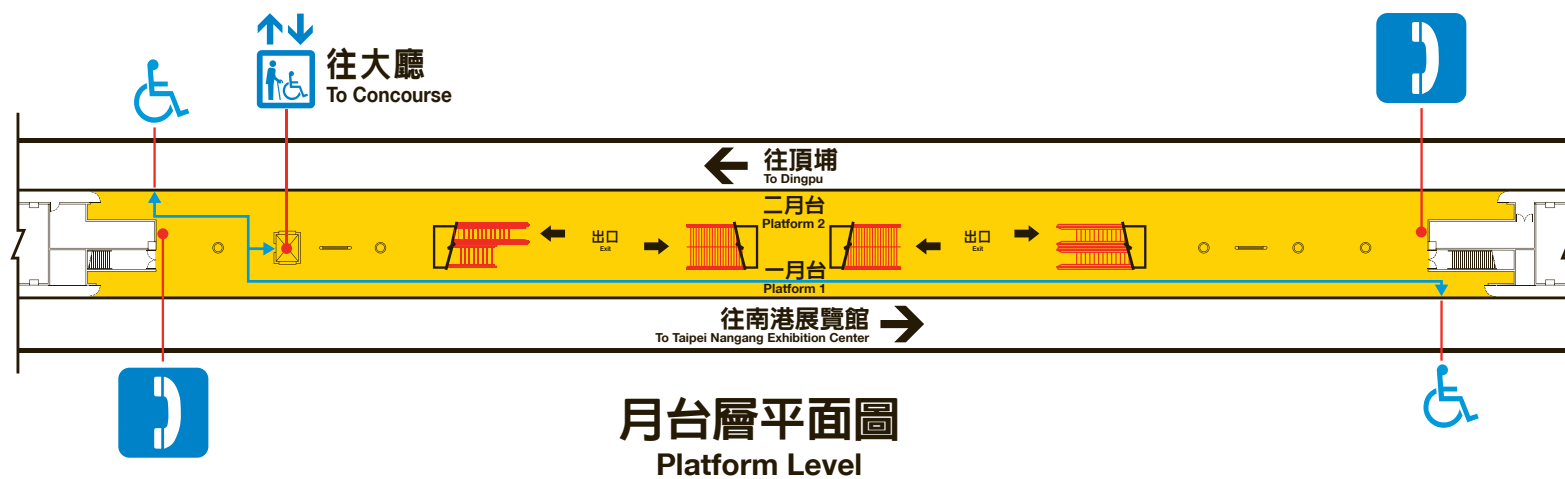 往大廳
To Concourse
往頂埔
To Dingpu
二月台
Platform 2
出口
Exit
出口
Exit
一月台
Platform 1
往南港展覽館
To Taipei Nangang Exhibition Center
月台層平面圖
Platform Level